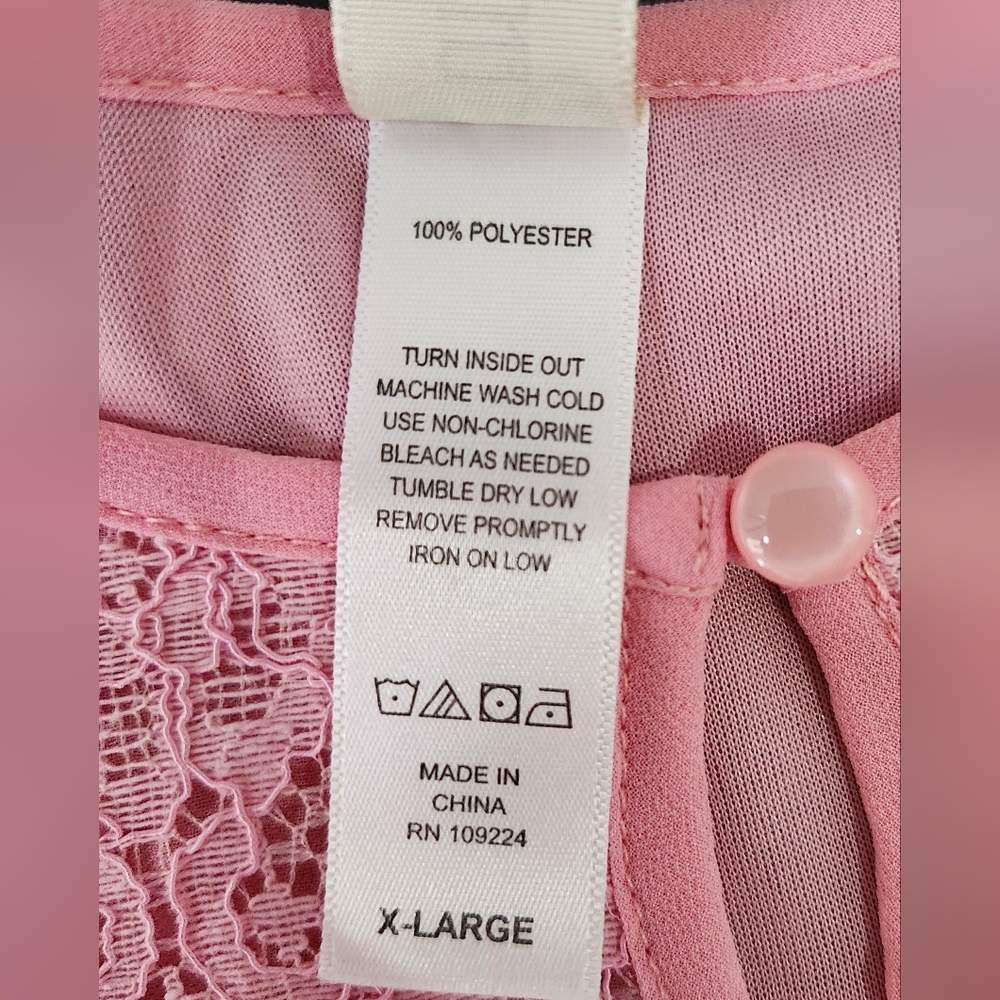 100% POLYESTER
TURN INSIDE OUT
MACHINE WASH COLD
USE NON-CHLORINE
BLEACH AS NEEDED
TUMBLE DRY LOW
REMOVE PROMPTLY
IRON ON LOW
MADE IN
CHINA
RN 109224
X-LARGE